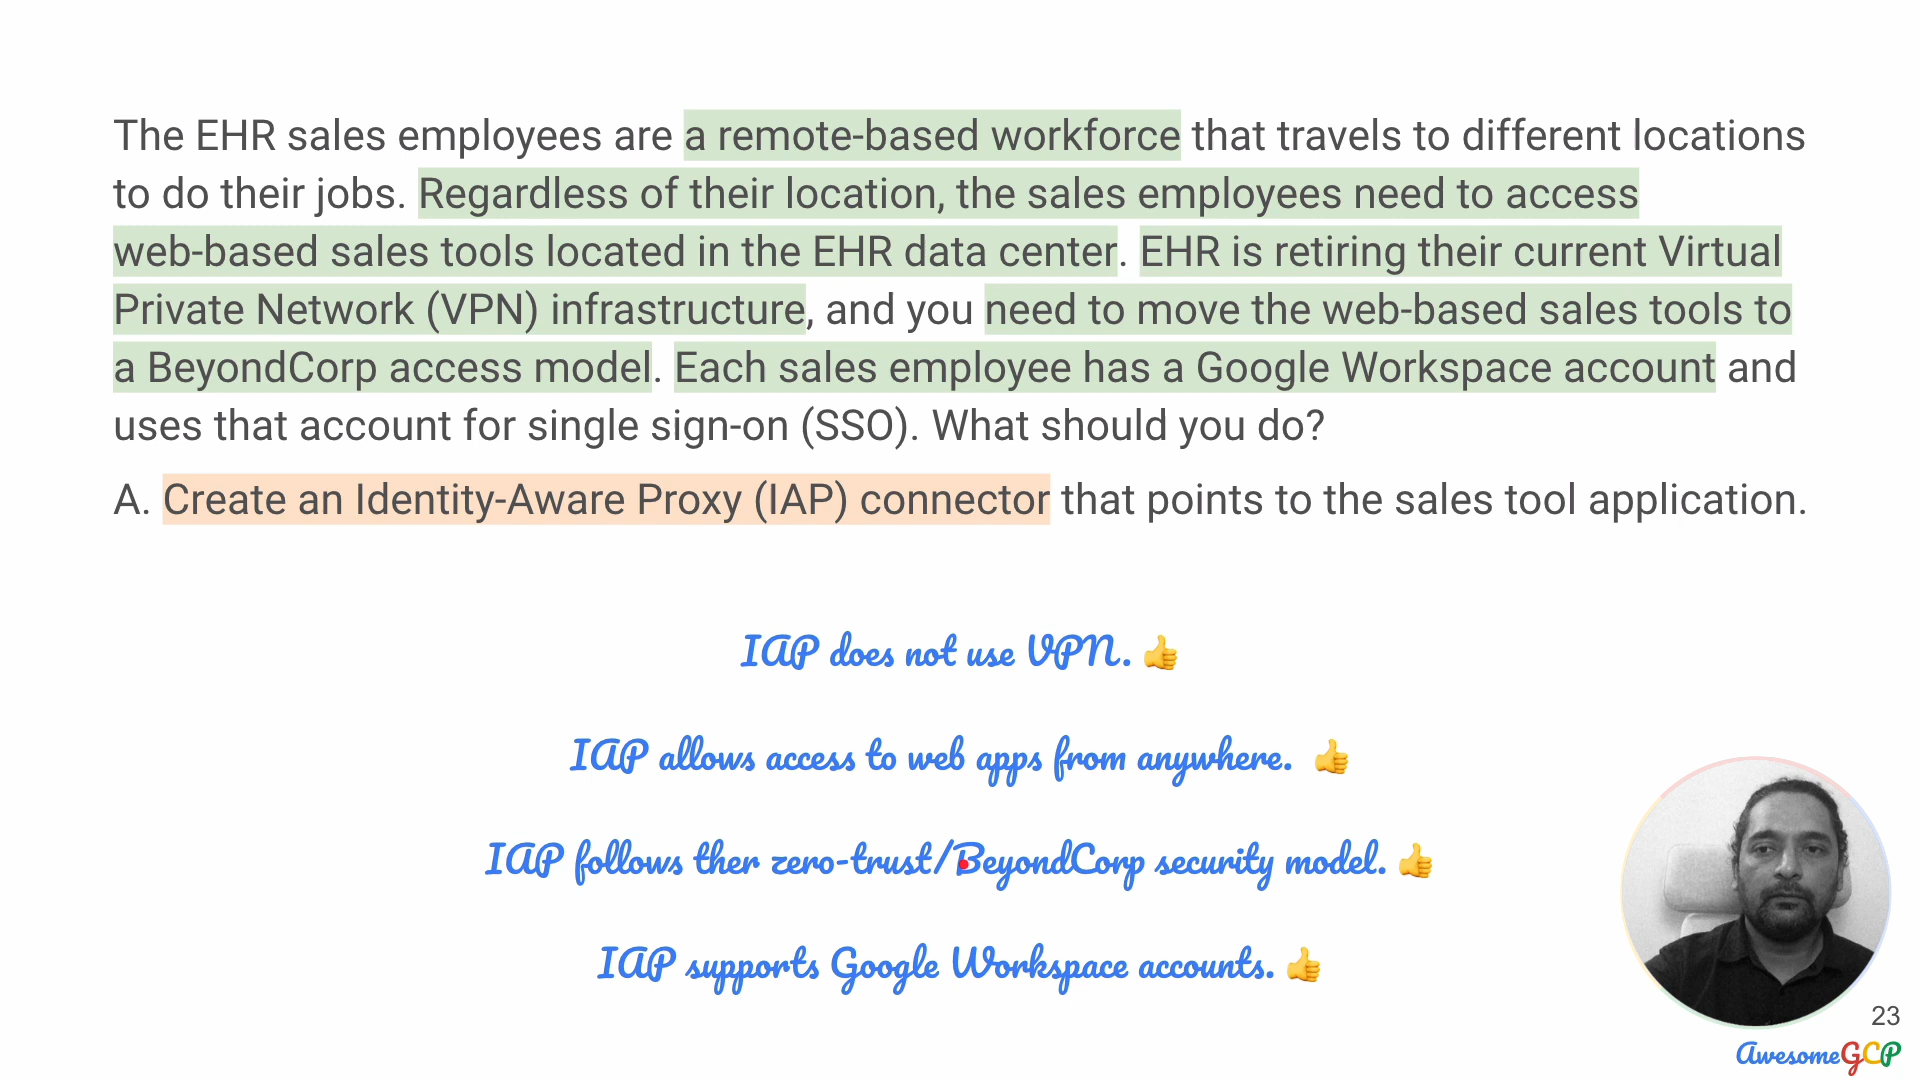 The EHR sales employees are a remote-based workforce that travels to different locations
to do their jobs. Regardless of their location, the sales employees need to access
web-based sales tools located in the EHR data center. EHR is retiring their current Virtual
Private Network (VPN) infrastructure, and you need to move the web-based sales tools to
a BeyondCorp access model. Each sales employee has a Google Workspace account and
uses that account for single sign-on (SSO). What should you do?
A. Create an Identity-Aware Proxy (IAP) connector that points to the sales tool application.
IAP does not use VPN. 👍
IAP allows access to web apps from anywhere. 👍
IAP follows ther zero-trust/BeyondCorp security model. 👍
IAP supports Google Workspace accounts. 👍
23
AwesomeGCP